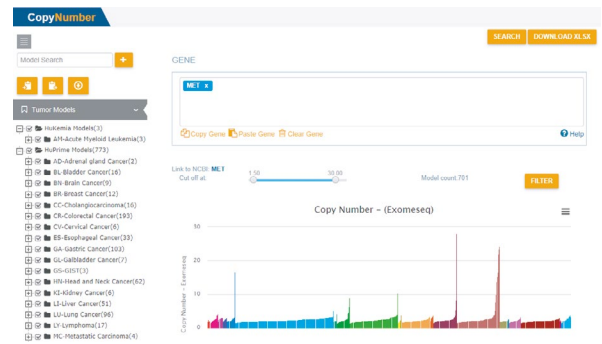 CopyNumber
SEARCH
DOWNLOAD XLSX
Model Search
+
GENE
MET x
Copy Gene Paste Gene Clear Gene
Help
Tumor Models
HuKemia Models(3)
AM-Acute Myeloid Leukemia(3)
HuPrime Models(773)
AD-Adrenal gland Cancer(2)
BL-Bladder Cancer(16)
BN-Brain Cancer(9)
BR-Breast Cancer(12)
CC-Cholangiocarcinoma(16)
CR-Colorectal Cancer(193)
CV-Cervical Cancer(6)
ES-Esophageal Cancer(33)
GA-Gastric Cancer(103)
GL-Gallbladder Cancer(7)
GS-GIST(3)
HN-Head and Neck Cancer(62)
KI-Kidney Cancer(6)
LI-Liver Cancer(51)
LU-Lung Cancer(96)
LY-Lymphoma(17)
MC-Metastatic Carcinoma(4)
Link to NCBI: MET
Cut off at:
1.50
30.00
Model count:701
FILTER
Copy Number - (Exomeseq)
Copy Number - Exomeseq
30
20
10
0